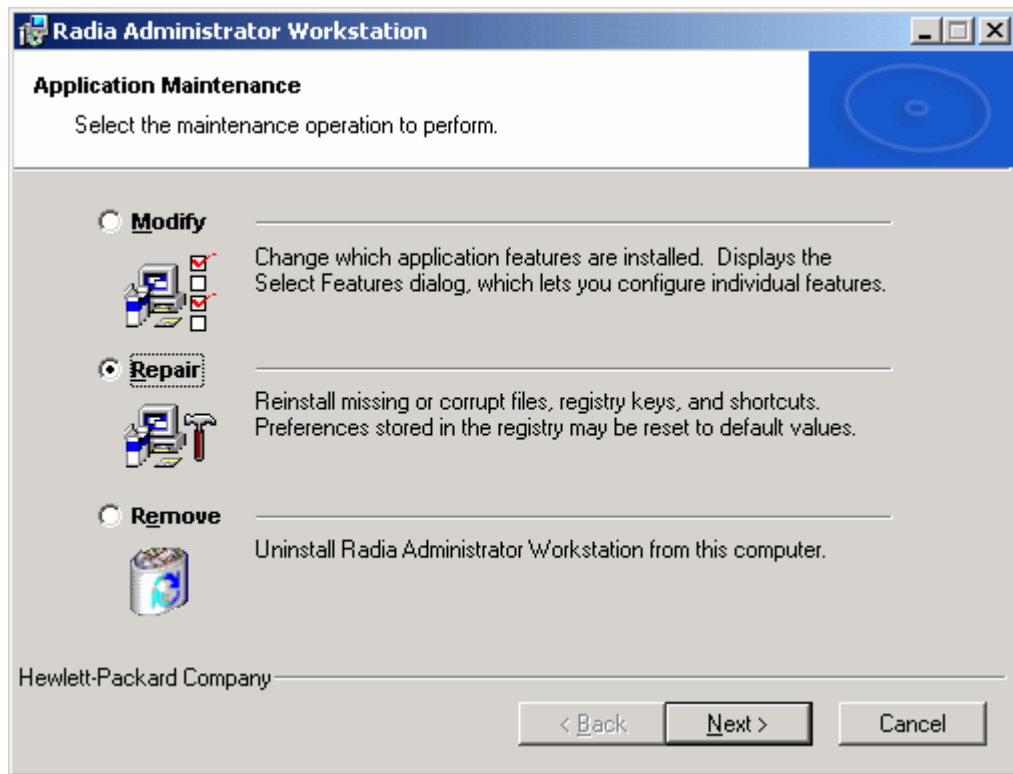 Radia Administrator Workstation
Application Maintenance
Select the maintenance operation to perform.
Modify
Change which application features are installed. Displays the
Select Features dialog, which lets you configure individual features.
Repair
Reinstall missing or corrupt files, registry keys, and shortcuts.
Preferences stored in the registry may be reset to default values.
Remove
Uninstall Radia Administrator Workstation from this computer.
Hewlett-Packard Company
< Back
Next >
Cancel